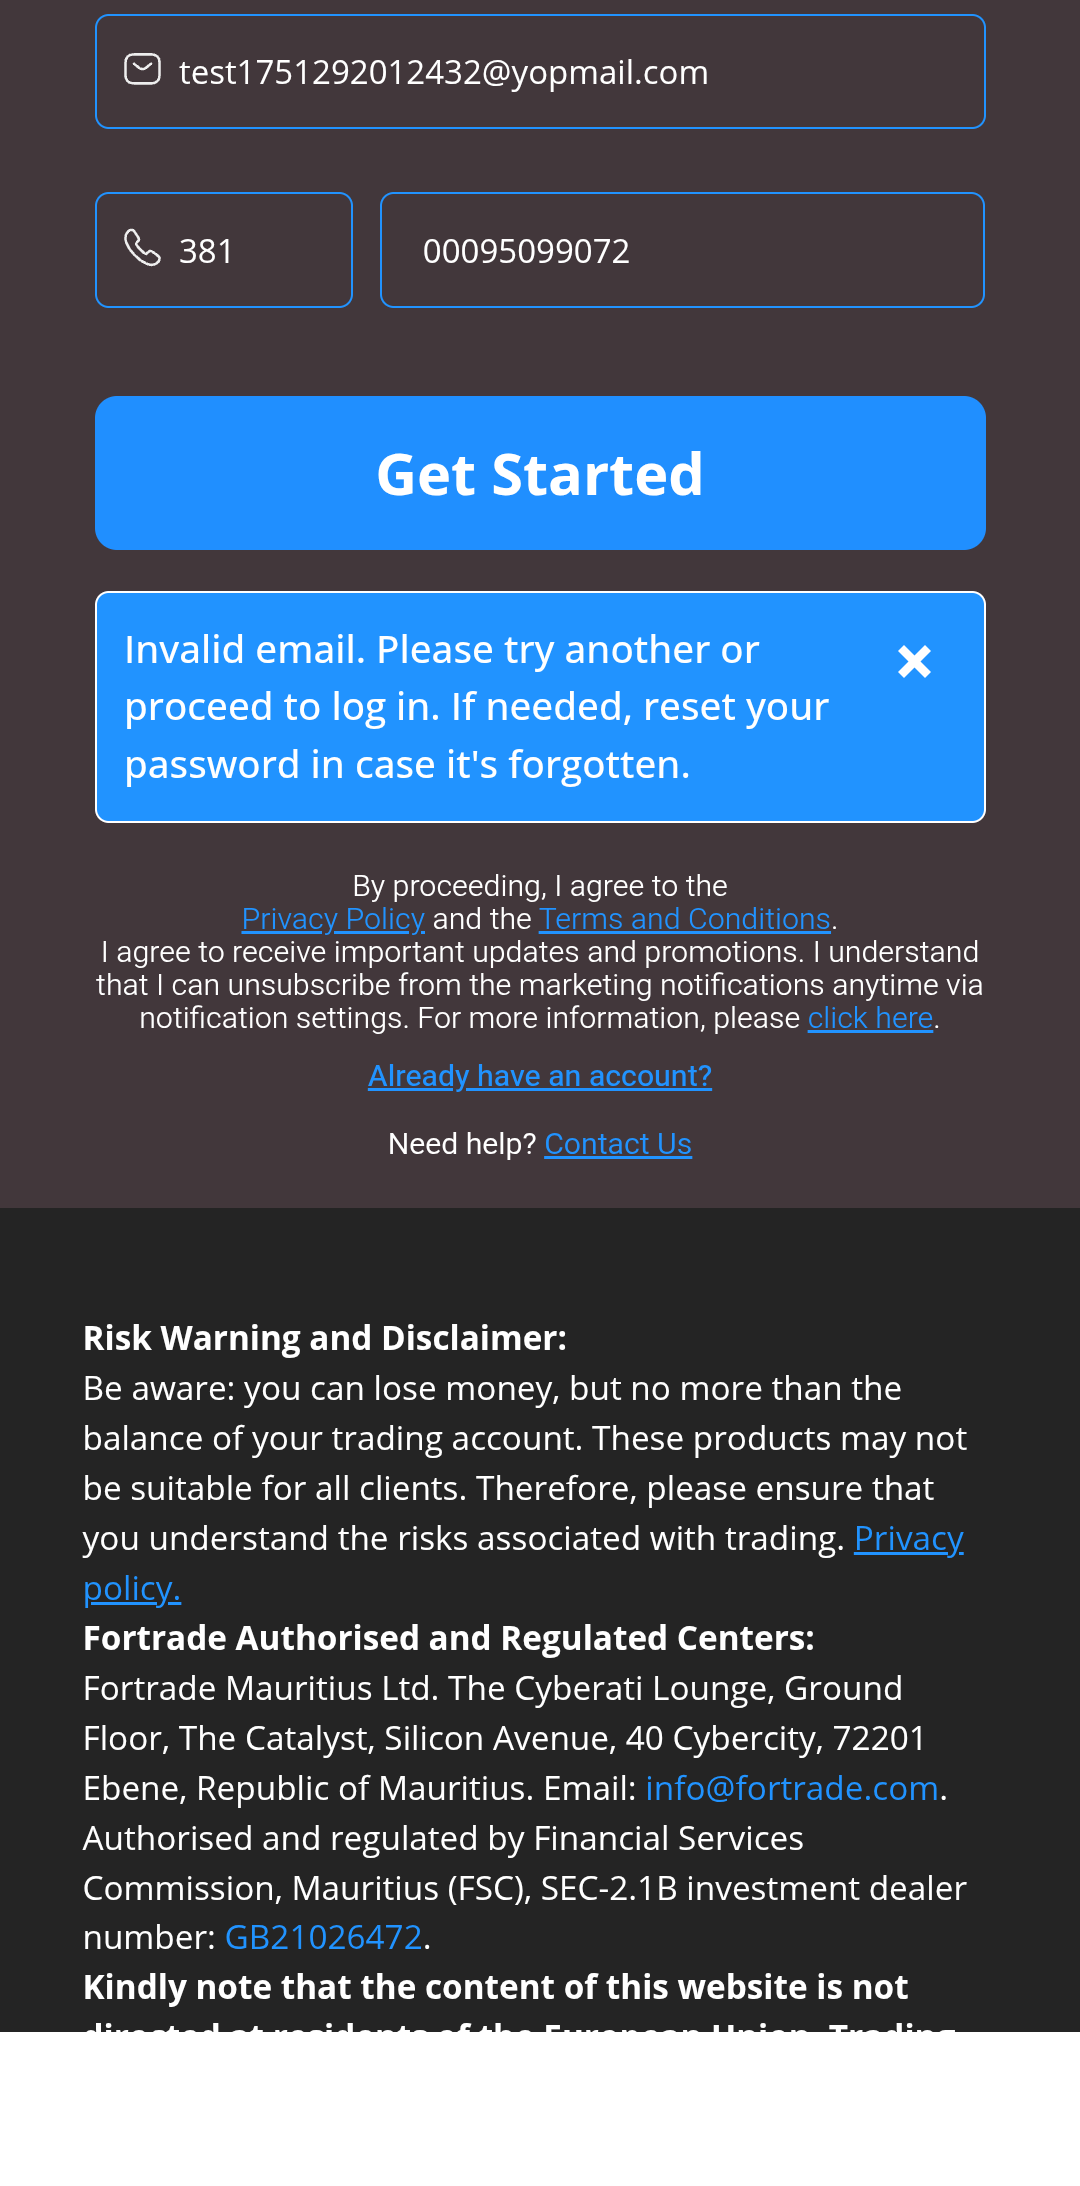 test1751292012432@yopmail.com
381
00095099072
Get Started
Invalid email. Please try another or
proceed to log in. If needed, reset your
password in case it's forgotten.
By proceeding, I agree to the
Privacy Policy and the Terms and Conditions.
I agree to receive important updates and promotions. I understand
that I can unsubscribe from the marketing notifications anytime via
notification settings. For more information, please click here.
Already have an account?
Need help? Contact Us
Risk Warning and Disclaimer:
Be aware: you can lose money, but no more than the
balance of your trading account. These products may not
be suitable for all clients. Therefore, please ensure that
you understand the risks associated with trading. Privacy
policy.
Fortrade Authorised and Regulated Centers:
Fortrade Mauritius Ltd. The Cyberati Lounge, Ground
Floor, The Catalyst, Silicon Avenue, 40 Cybercity, 72201
Ebene, Republic of Mauritius. Email: info@fortrade.com.
Authorised and regulated by Financial Services
Commission, Mauritius (FSC), SEC-2.1B investment dealer
number: GB21026472.
Kindly note that the content of this website is not
directed at residents of the European Union. Trading